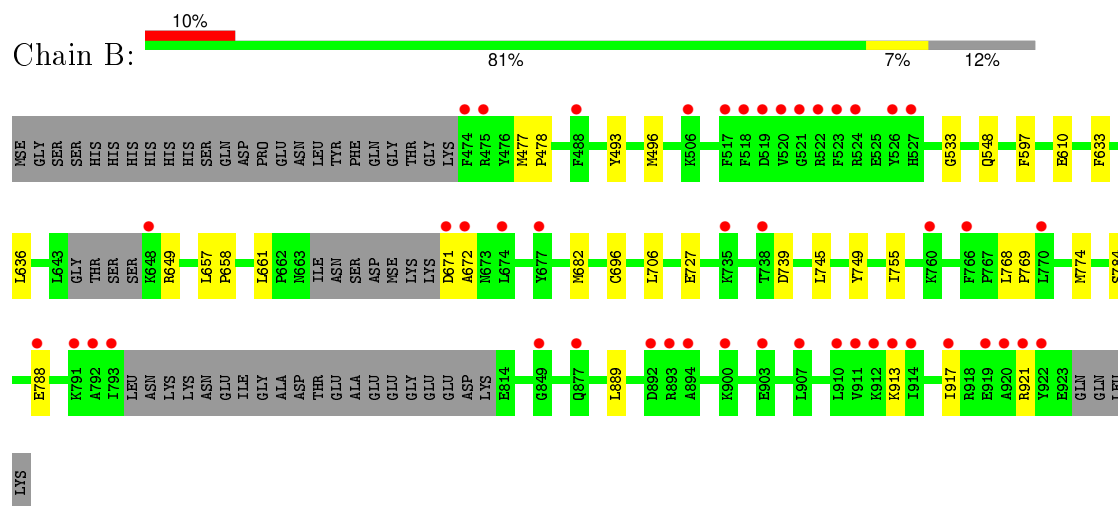 10%
Chain B:
81% 7% 12%
MSE GLY SER SER HIS HIS HIS HIS HIS HIS SER GLN ASP PRO GLU ASN LEU TYR PHE GLN GLY THR GLY LYS F474 R475 Y476 M477 P478 F488 Y493 M496 K506 F517 F518 D519 V520 G521 R522 F523 R524 E525 Y526 H527 G533 Q548 F597 E610 F633
L636 L643 GLY THR SER SER K648 R649 L657 P658 L661 P662 N663 ILE ASN SER ASP MSE LYS LYS D671 A672 N673 L674 Y677 M682 C696 L706 E727 K735 T738 D739 L745 Y749 I755 K760 F766 P767 L768 P769 L770 M774 S784
E788 K791 A792 I793 LEU ASN LYS LYS ASN GLU ILE GLY ALA ASP THR GLU ALA GLU GLU GLY GLU GLU ASP LYS E814 G849 Q877 L889 D892 R893 A894 K900 E903 L907 L910 V911 K912 K913 I914 I917 R918 E919 A920 R921 Y922 E923 GLN GLN LEU
LYS